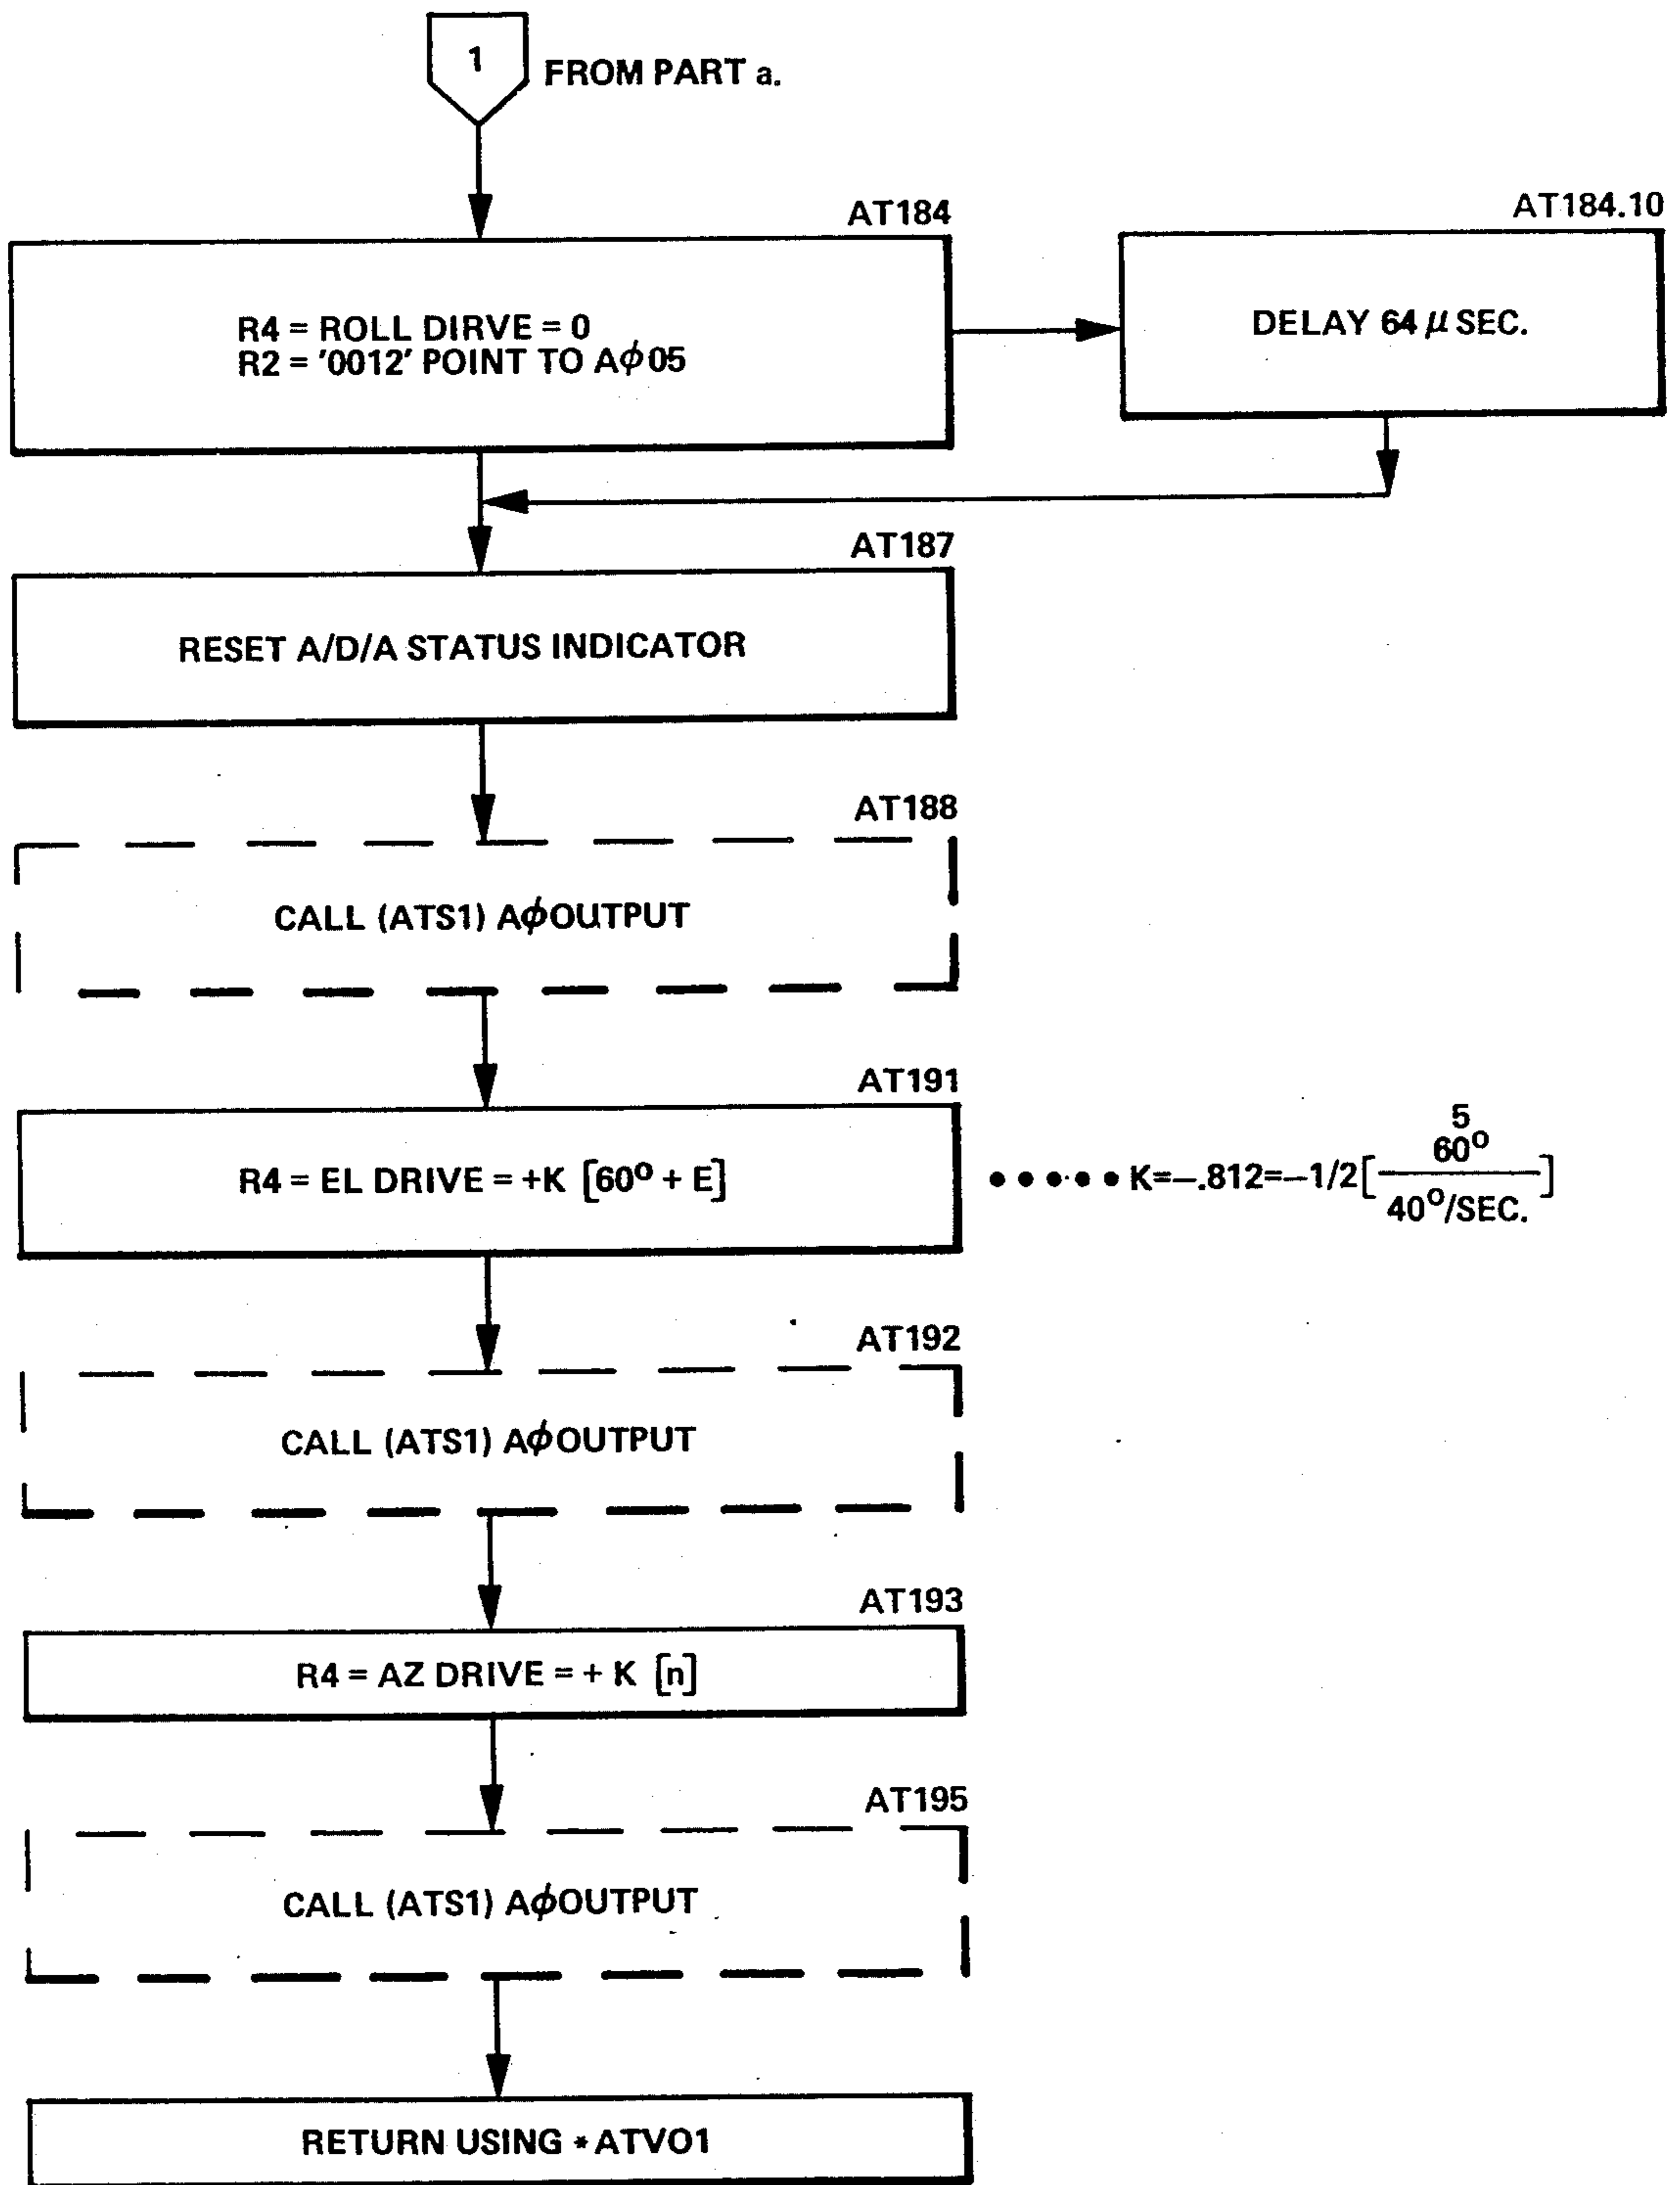 1
FROM PART a.
AT184
R4 = ROLL DIRVE = 0
R2 = '0012' POINT TO Aϕ05
AT184.10
DELAY 64 μ SEC.
AT187
RESET A/D/A STATUS INDICATOR
AT188
CALL (ATS1) AϕOUTPUT
AT191
R4 = EL DRIVE = +K [60° + E]
•••••K=–.812=–1/2[
5
60°
40°/SEC.
]
AT192
CALL (ATS1) AϕOUTPUT
AT193
R4 = AZ DRIVE = + K [n]
AT195
CALL (ATS1) AϕOUTPUT
RETURN USING *ATVO1